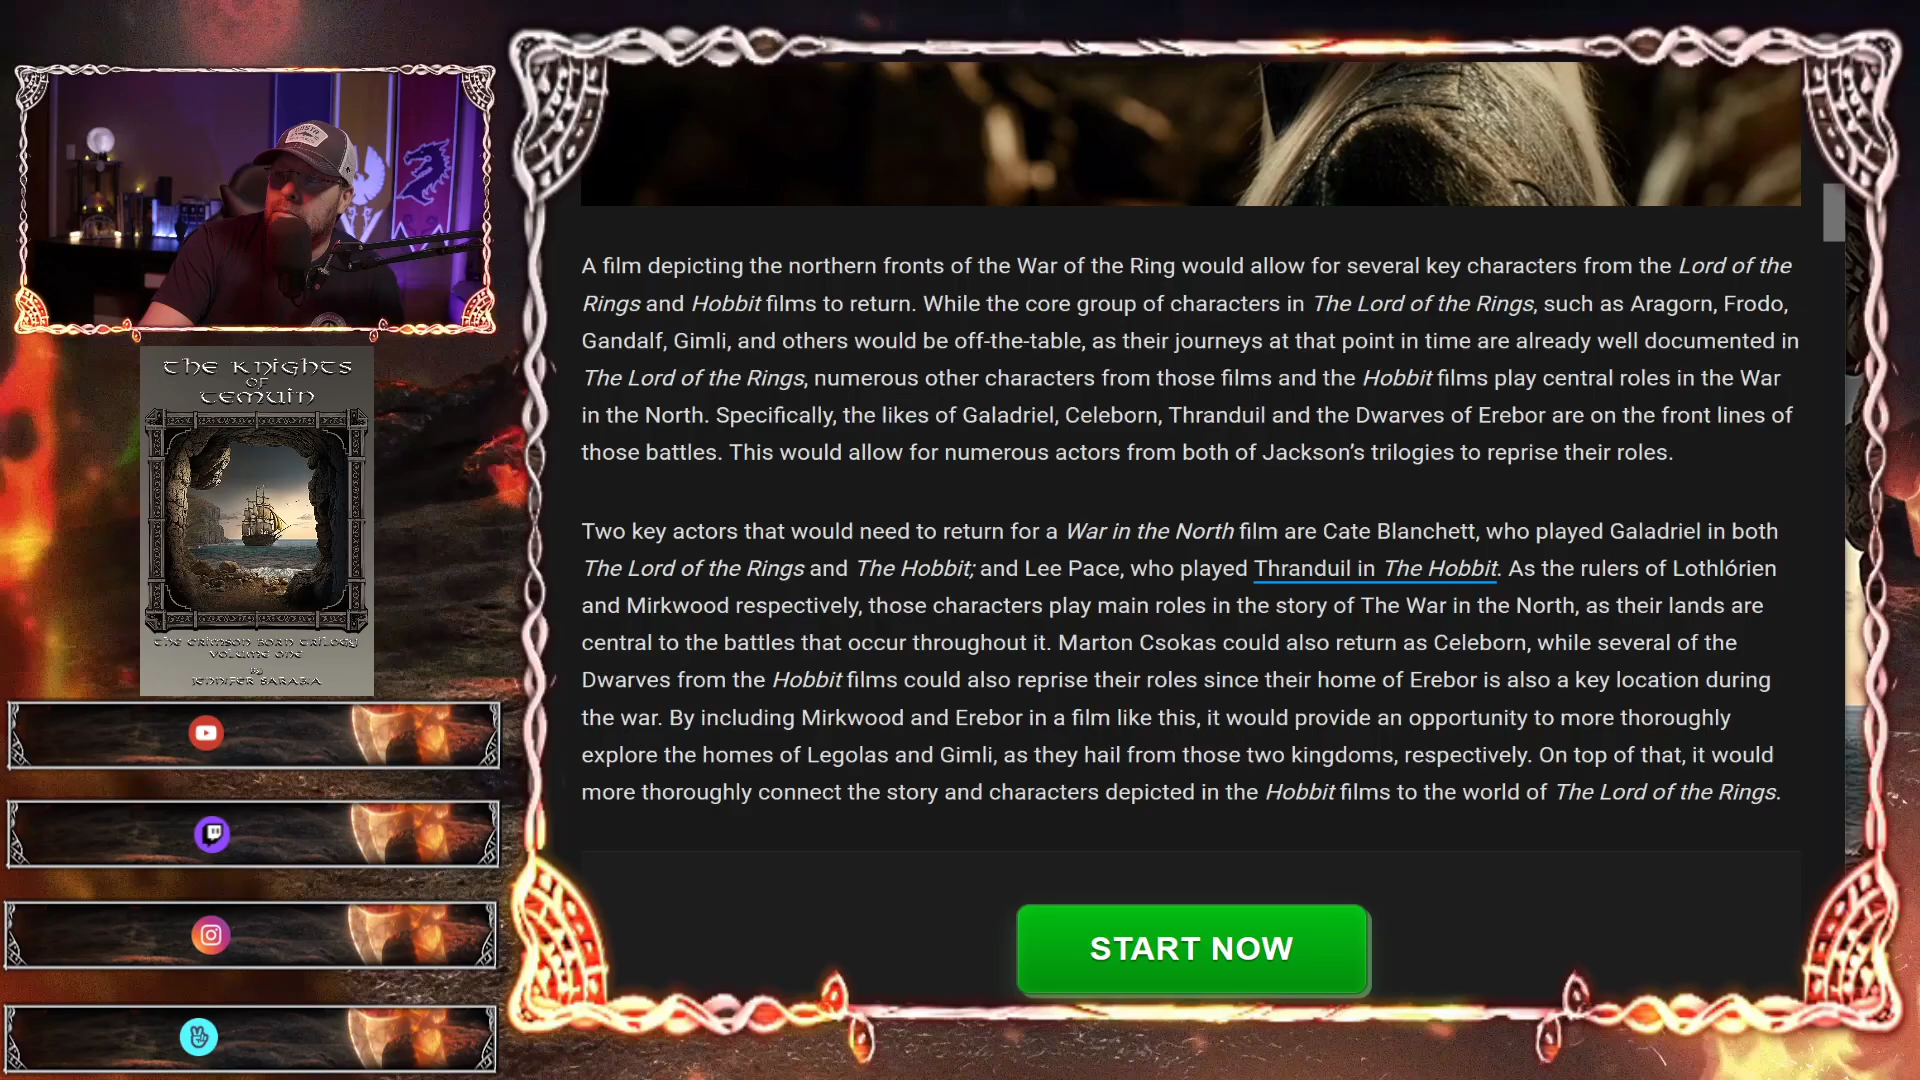 THE KNIGHTS
OF
TEMUIN
THE CRIMSON BORN TRILOGY
VOLUME ONE
By
JENNIFER SARABIA
A film depicting the northern fronts of the War of the Ring would allow for several key characters from the Lord of the
Rings and Hobbit films to return. While the core group of characters in The Lord of the Rings, such as Aragorn, Frodo,
Gandalf, Gimli, and others would be off-the-table, as their journeys at that point in time are already well documented in
The Lord of the Rings, numerous other characters from those films and the Hobbit films play central roles in the War
in the North. Specifically, the likes of Galadriel, Celeborn, Thranduil and the Dwarves of Erebor are on the front lines of
those battles. This would allow for numerous actors from both of Jackson’s trilogies to reprise their roles.
Two key actors that would need to return for a War in the North film are Cate Blanchett, who played Galadriel in both
The Lord of the Rings and The Hobbit; and Lee Pace, who played Thranduil in The Hobbit. As the rulers of Lothlórien
and Mirkwood respectively, those characters play main roles in the story of The War in the North, as their lands are
central to the battles that occur throughout it. Marton Csokas could also return as Celeborn, while several of the
Dwarves from the Hobbit films could also reprise their roles since their home of Erebor is also a key location during
the war. By including Mirkwood and Erebor in a film like this, it would provide an opportunity to more thoroughly
explore the homes of Legolas and Gimli, as they hail from those two kingdoms, respectively. On top of that, it would
more thoroughly connect the story and characters depicted in the Hobbit films to the world of The Lord of the Rings.
START NOW